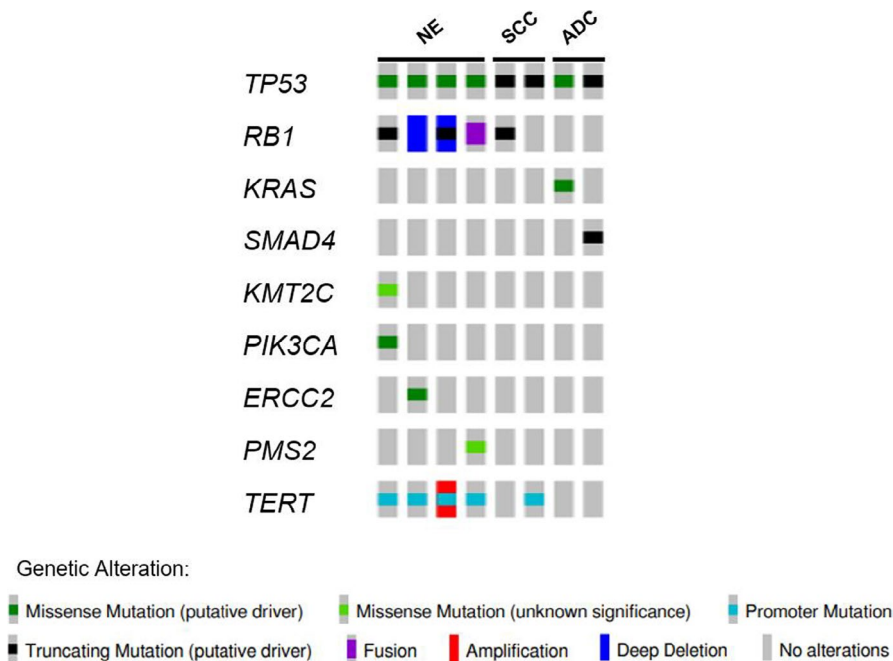 NE SCC ADC
TP53
RB1
KRAS
SMAD4
KMT2C
PIK3CA
ERCC2
PMS2
TERT
Genetic Alteration:
Missense Mutation (putative driver) Missense Mutation (unknown significance) Promoter Mutation
Truncating Mutation (putative driver) Fusion Amplification Deep Deletion No alterations